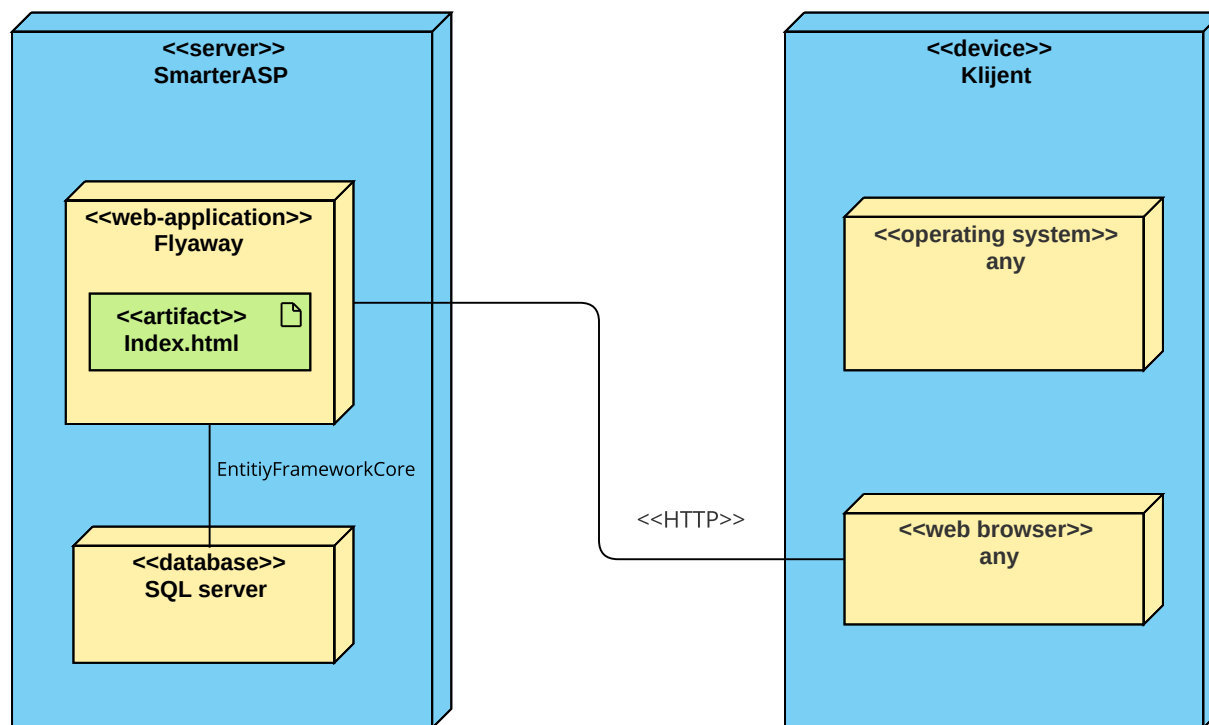 <<server>>
SmarterASP
<<web-application>>
Flyaway
<<artifact>>
Index.html
EntitiyFrameworkCore
<<database>>
SQL server
<<HTTP>>
<<device>>
Klijent
<<operating system>>
any
<<web browser>>
any